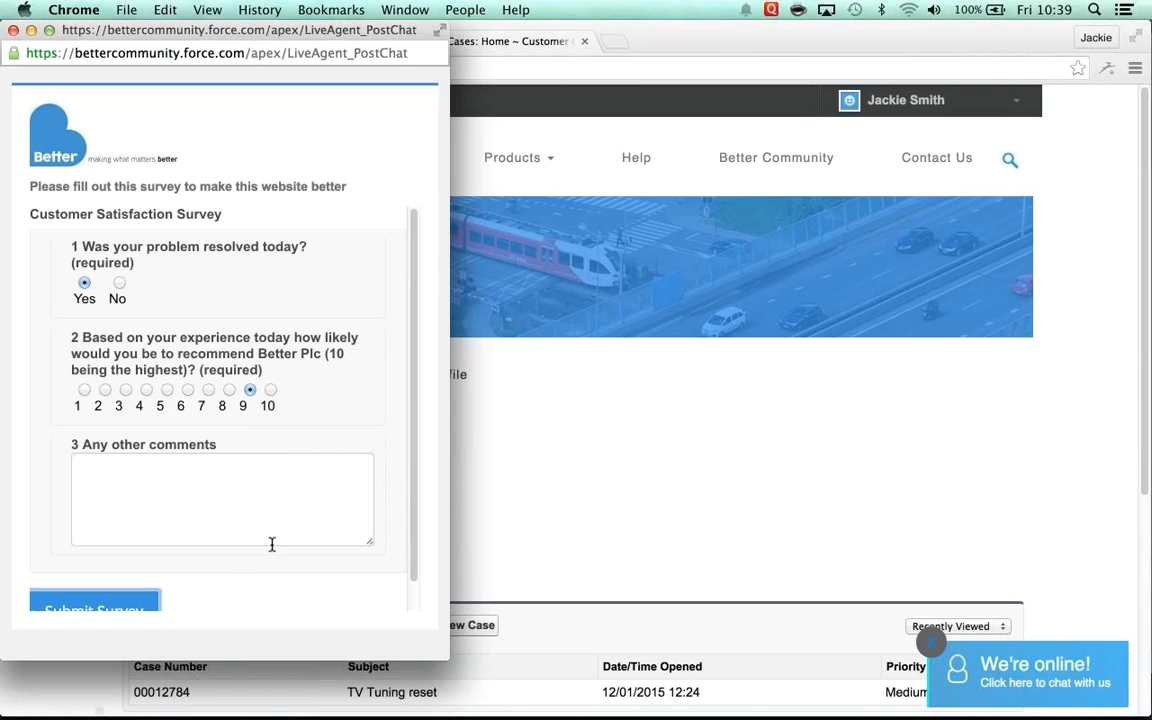 Chrome File Edit View History Bookmarks Window People Help 100% Fri 10:39
https://bettercommunity.force.com/apex/LiveAgent_PostChat
https://bettercommunity.force.com/apex/LiveAgent_PostChat
Better making what matters better
Please fill out this survey to make this website better
Customer Satisfaction Survey
1 Was your problem resolved today?
(required)
Yes No
2 Based on your experience today how likely
would you be to recommend Better Plc (10
being the highest)? (required)
1 2 3 4 5 6 7 8 9 10
3 Any other comments
Submit Survey
Cases: Home ~ Customer
Jackie
Jackie Smith
Products Help Better Community Contact Us
file
ew Case
Recently Viewed
Case Number Subject Date/Time Opened Priority
00012784 TV Tuning reset 12/01/2015 12:24 Medium
X
We're online!
Click here to chat with us